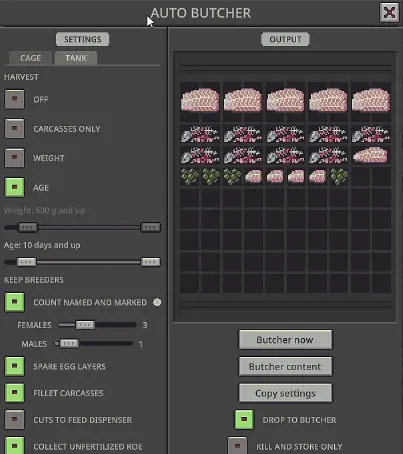 AUTO BUTCHER
SETTINGS
CAGE TANK
HARVEST
OFF
CARCASSES ONLY
WEIGHT
AGE
Weight: 600 g and up
Age: 10 days and up
KEEP BREEDERS
COUNT NAMED AND MARKED
FEMALES 3
MALES 1
SPARE EGG LAYERS
FILLET CARCASSES
CUTS TO FEED DISPENSER
COLLECT UNFERTILIZED ROE
OUTPUT
Butcher now
Butcher content
Copy settings
DROP TO BUTCHER
KILL AND STORE ONLY